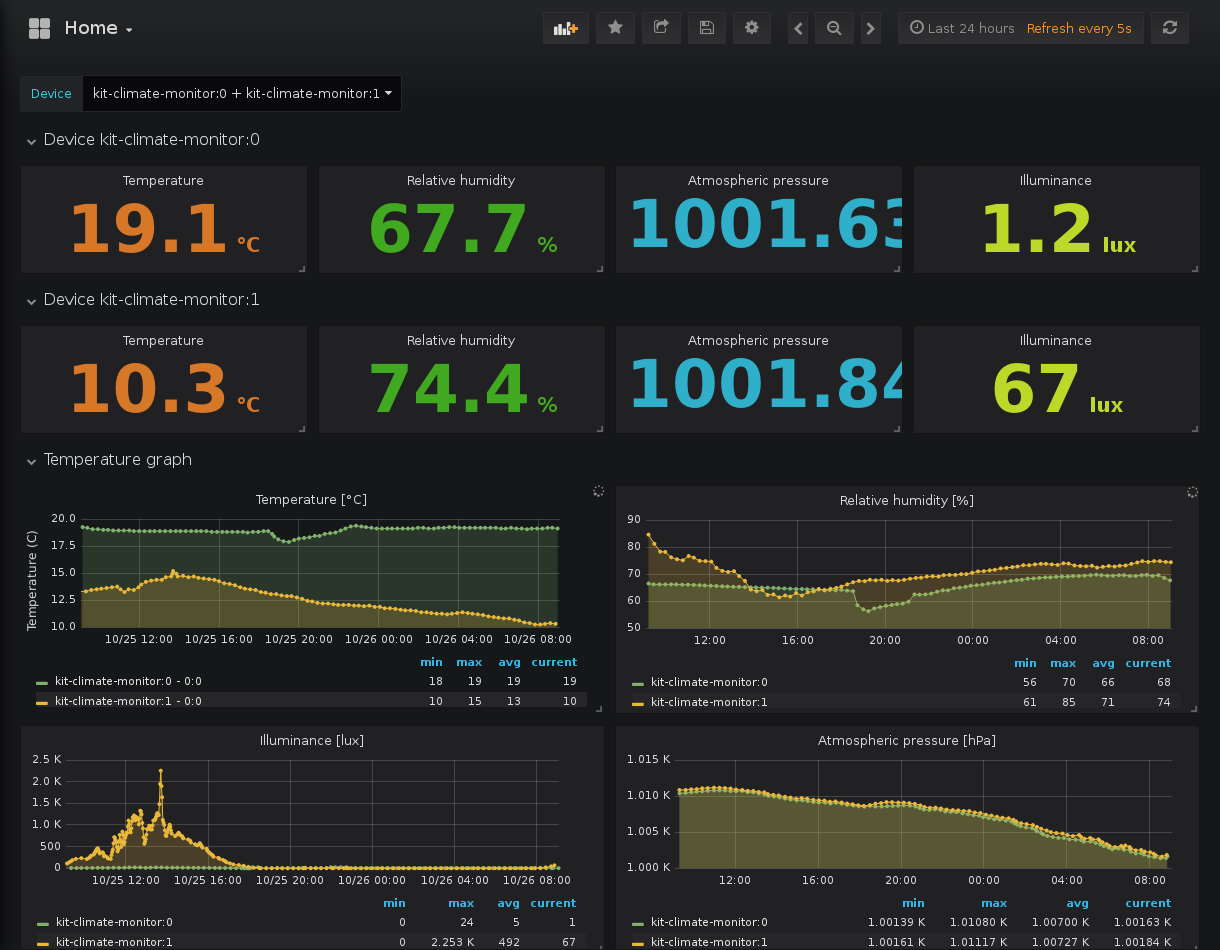 Home
Last 24 hours Refresh every 5s
Device kit-climate-monitor:0 + kit-climate-monitor:1
Device kit-climate-monitor:0
Temperature Relative humidity Atmospheric pressure Illuminance
19.1 °C 67.7 % 1001.63 1.2 lux
Device kit-climate-monitor:1
Temperature Relative humidity Atmospheric pressure Illuminance
10.3 °C 74.4 % 1001.84 67 lux
Temperature graph
Temperature [°C]
Temperature (C)
20.0
17.5
15.0
12.5
10.0
10/25 12:00 10/25 16:00 10/25 20:00 10/26 00:00 10/26 04:00 10/26 08:00
min max avg current
kit-climate-monitor:0 - 0:0 18 19 19 19
kit-climate-monitor:1 - 0:0 10 15 13 10
Relative humidity [%]
90
80
70
60
50
12:00 16:00 20:00 00:00 04:00 08:00
min max avg current
kit-climate-monitor:0 56 70 66 68
kit-climate-monitor:1 61 85 71 74
Illuminance [lux]
2.5 K
2.0 K
1.5 K
1.0 K
500
0
10/25 12:00 10/25 16:00 10/25 20:00 10/26 00:00 10/26 04:00 10/26 08:00
min max avg current
kit-climate-monitor:0 0 24 5 1
kit-climate-monitor:1 0 2.253 K 492 67
Atmospheric pressure [hPa]
1.015 K
1.010 K
1.005 K
1.000 K
12:00 16:00 20:00 00:00 04:00 08:00
min max avg current
kit-climate-monitor:0 1.00139 K 1.01080 K 1.00700 K 1.00163 K
kit-climate-monitor:1 1.00161 K 1.01117 K 1.00727 K 1.00184 K